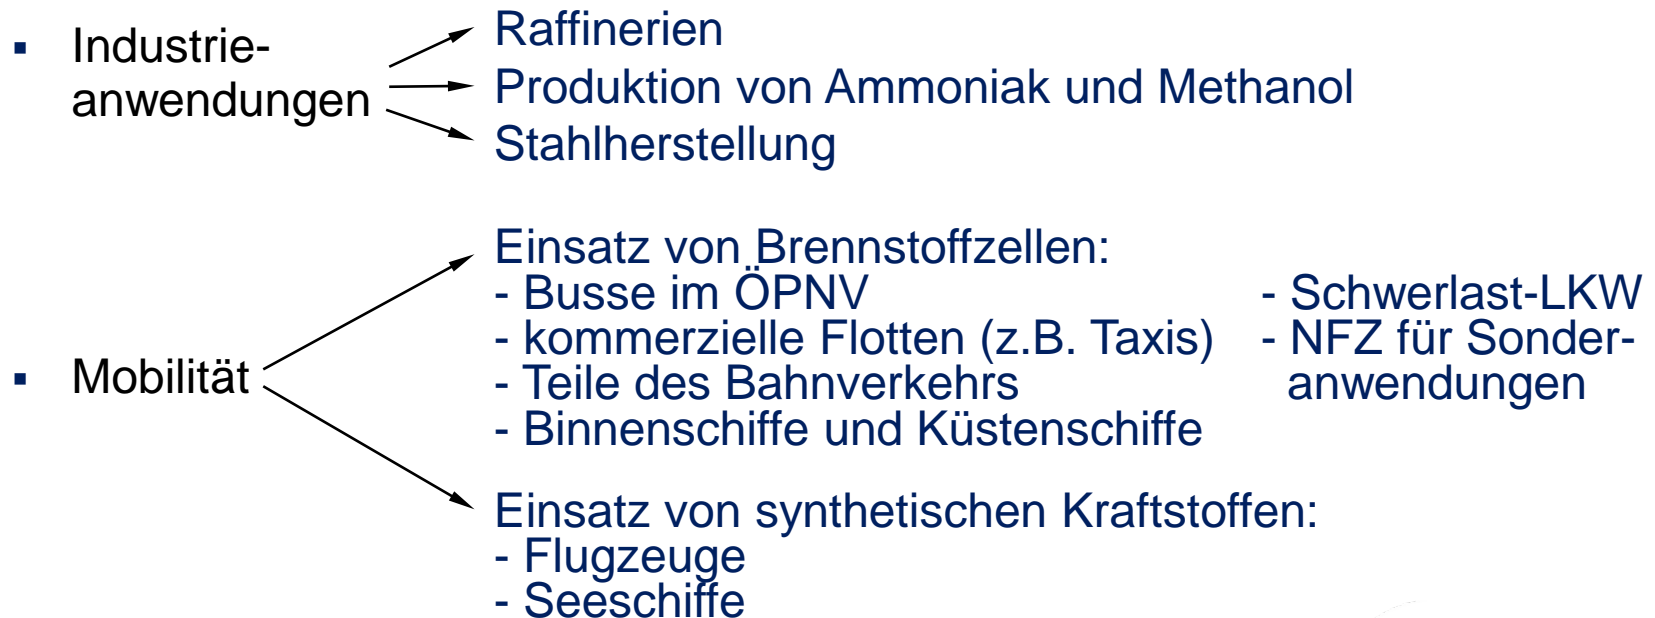 ▪ Industrie-
anwendungen
Raffinerien
Produktion von Ammoniak und Methanol
Stahlherstellung
▪ Mobilität
Einsatz von Brennstoffzellen:
- Busse im ÖPNV
- kommerzielle Flotten (z.B. Taxis)
- Teile des Bahnverkehrs
- Binnenschiffe und Küstenschiffe
- Schwerlast-LKW
- NFZ für Sonder-
anwendungen
Einsatz von synthetischen Kraftstoffen:
- Flugzeuge
- Seeschiffe